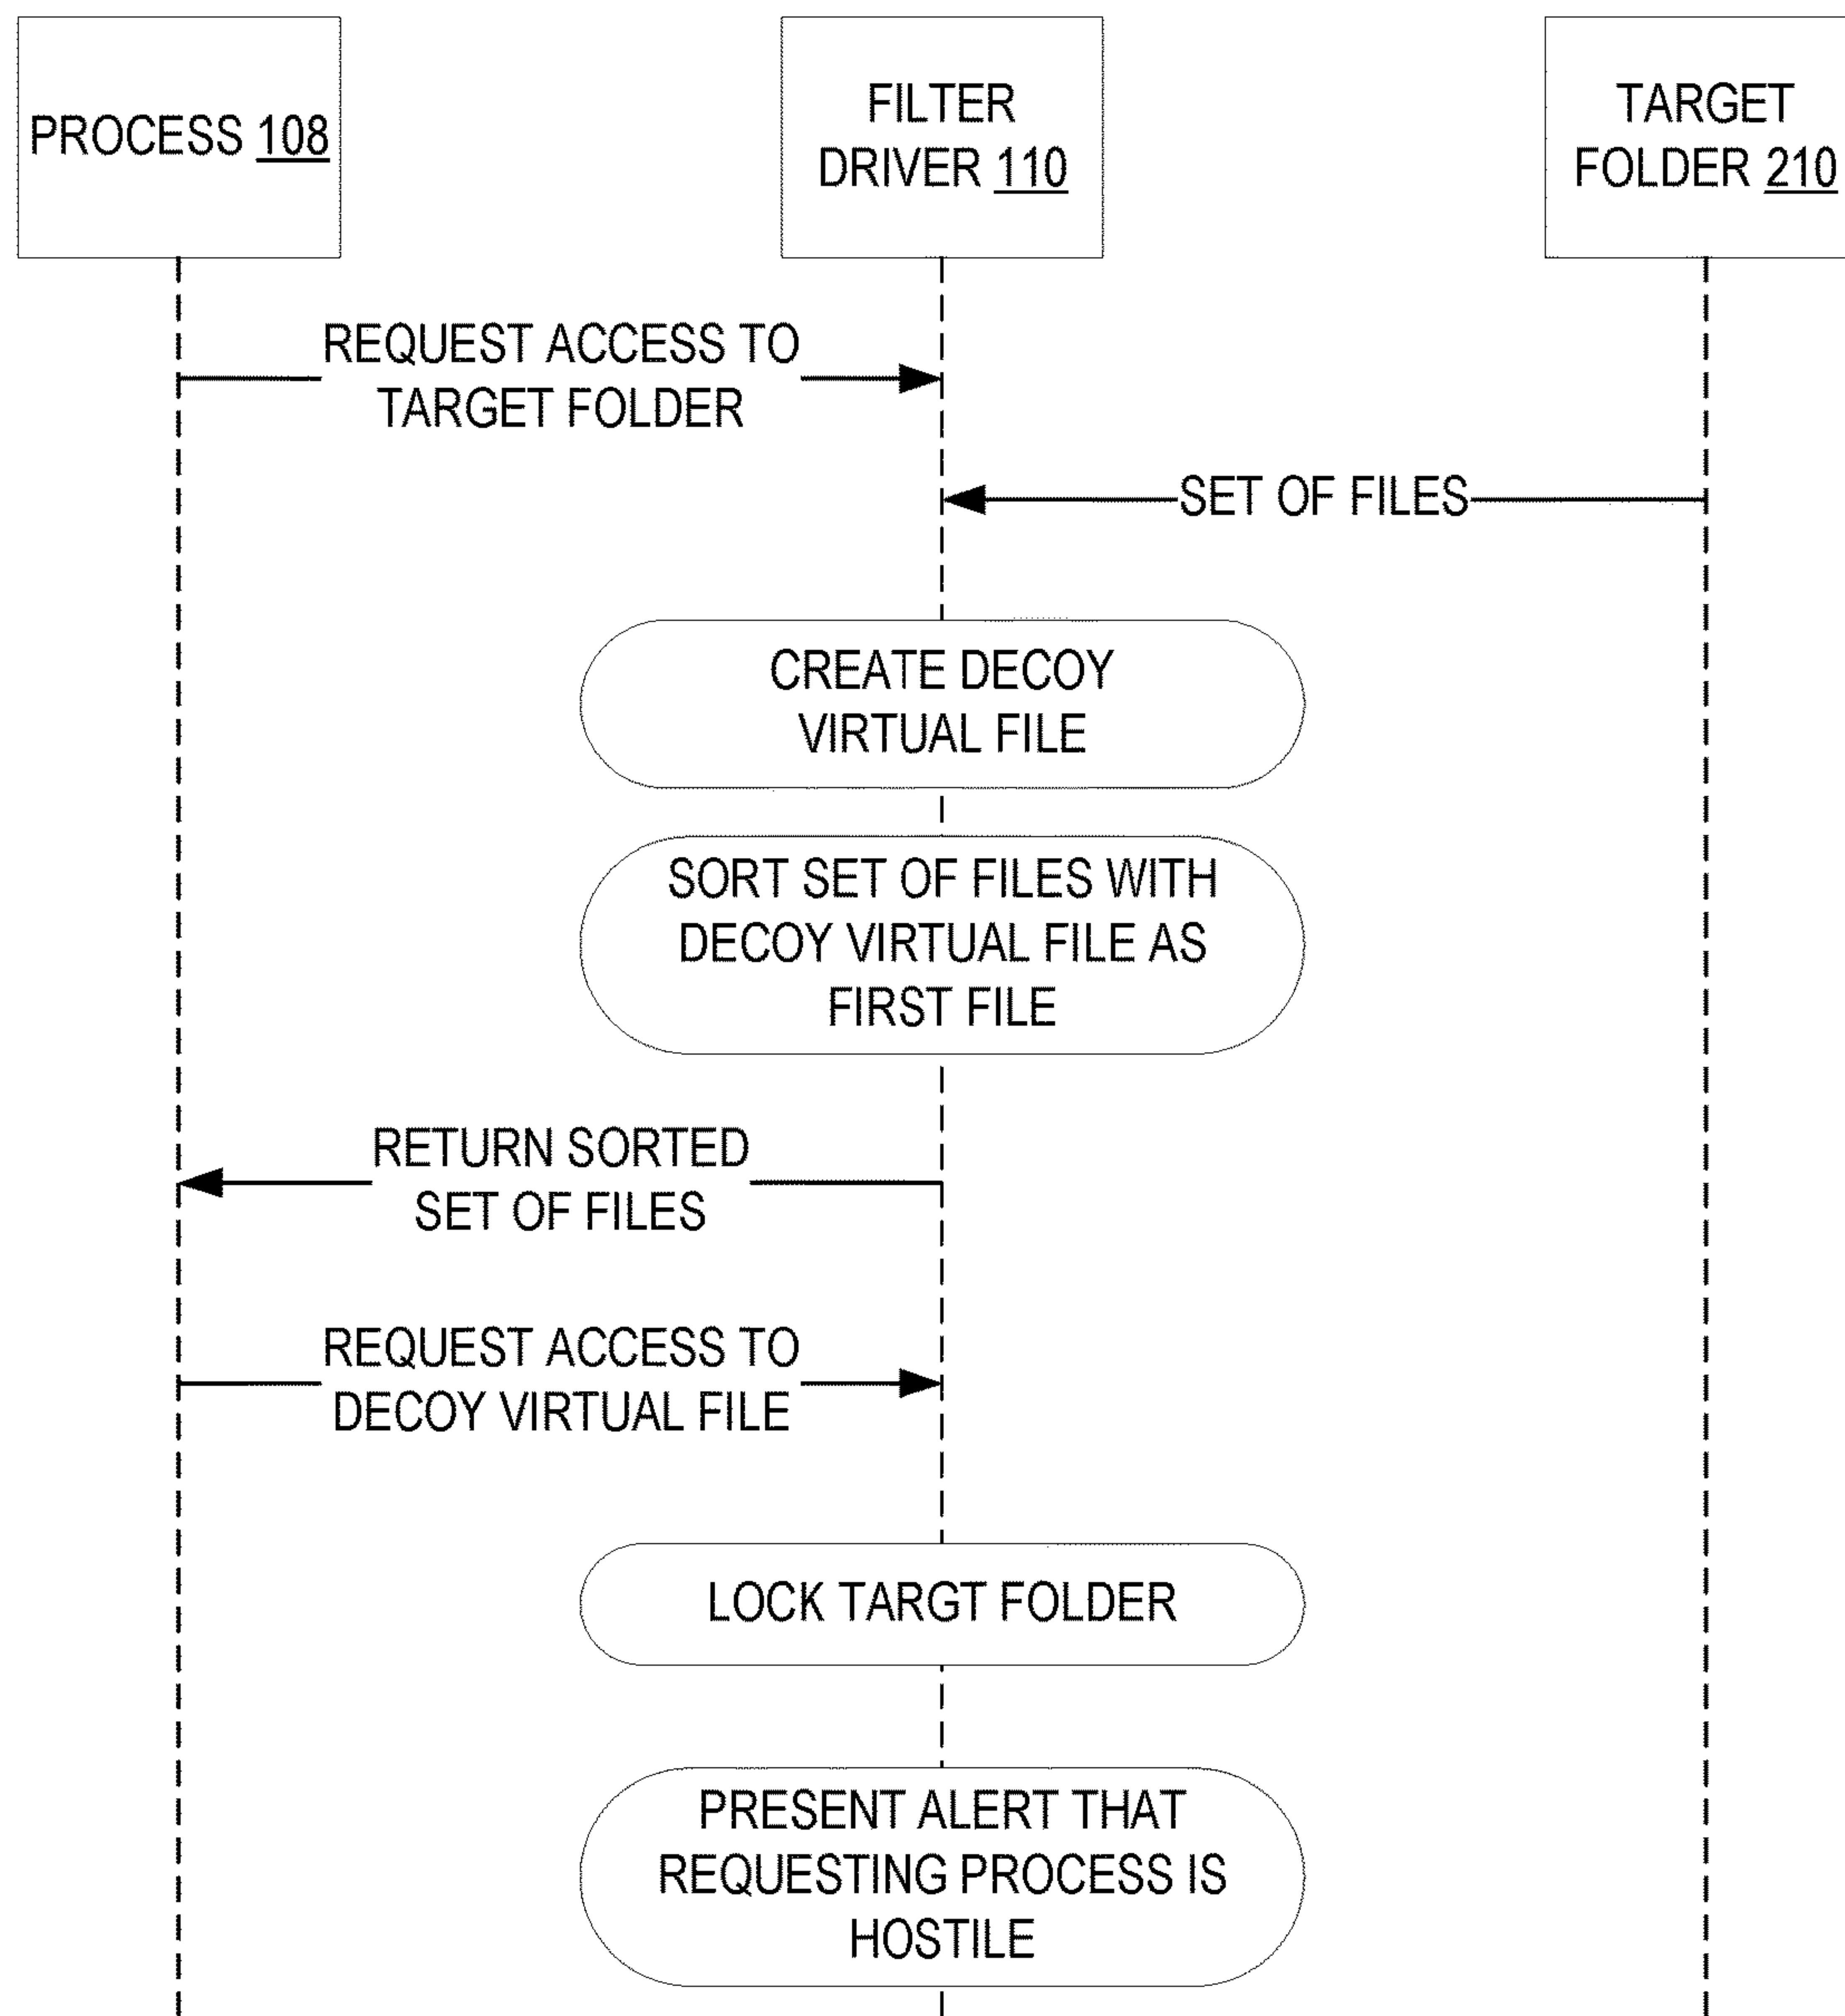 PROCESS 108
FILTER
DRIVER 110
TARGET
FOLDER 210
REQUEST ACCESS TO
TARGET FOLDER
SET OF FILES
CREATE DECOY
VIRTUAL FILE
SORT SET OF FILES WITH
DECOY VIRTUAL FILE AS
FIRST FILE
RETURN SORTED
SET OF FILES
REQUEST ACCESS TO
DECOY VIRTUAL FILE
LOCK TARGT FOLDER
PRESENT ALERT THAT
REQUESTING PROCESS IS
HOSTILE